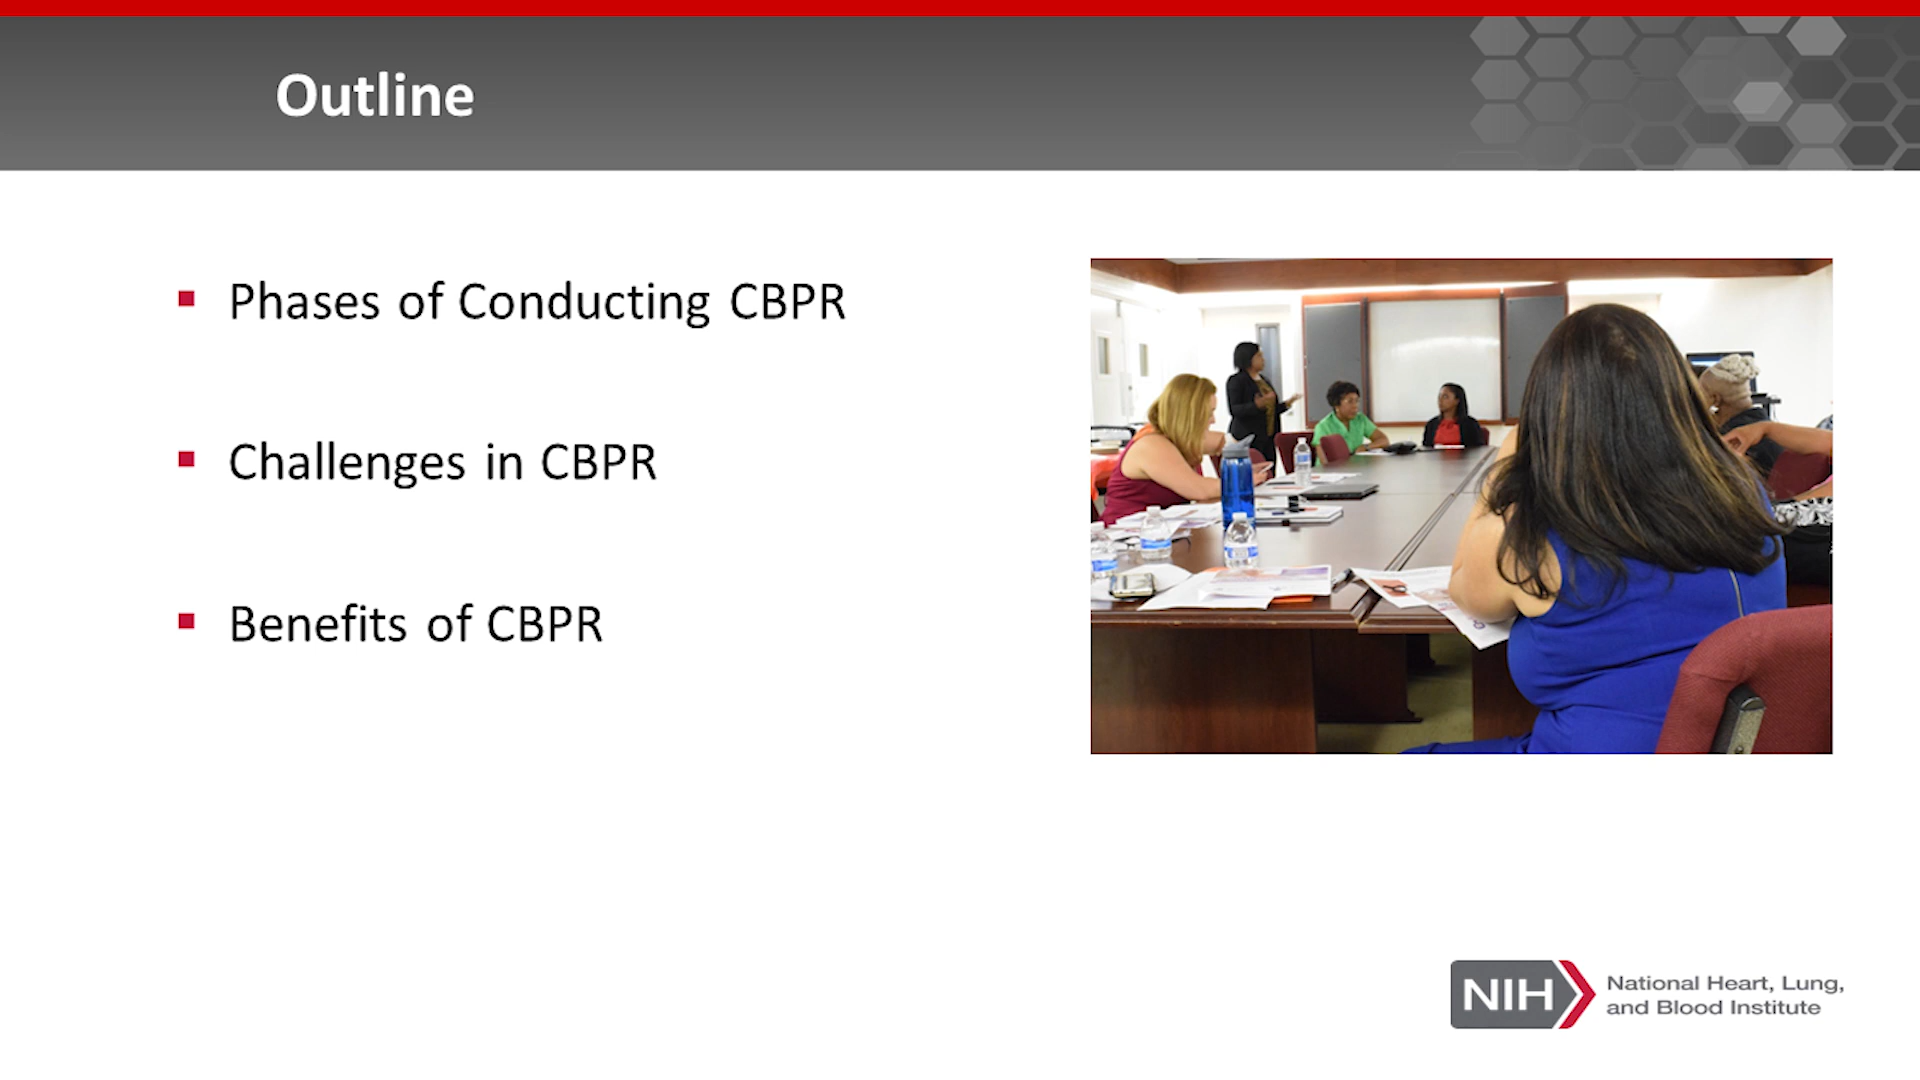 Outline
Phases of Conducting CBPR
Challenges in CBPR
Benefits of CBPR
NIH
National Heart, Lung,
and Blood Institute